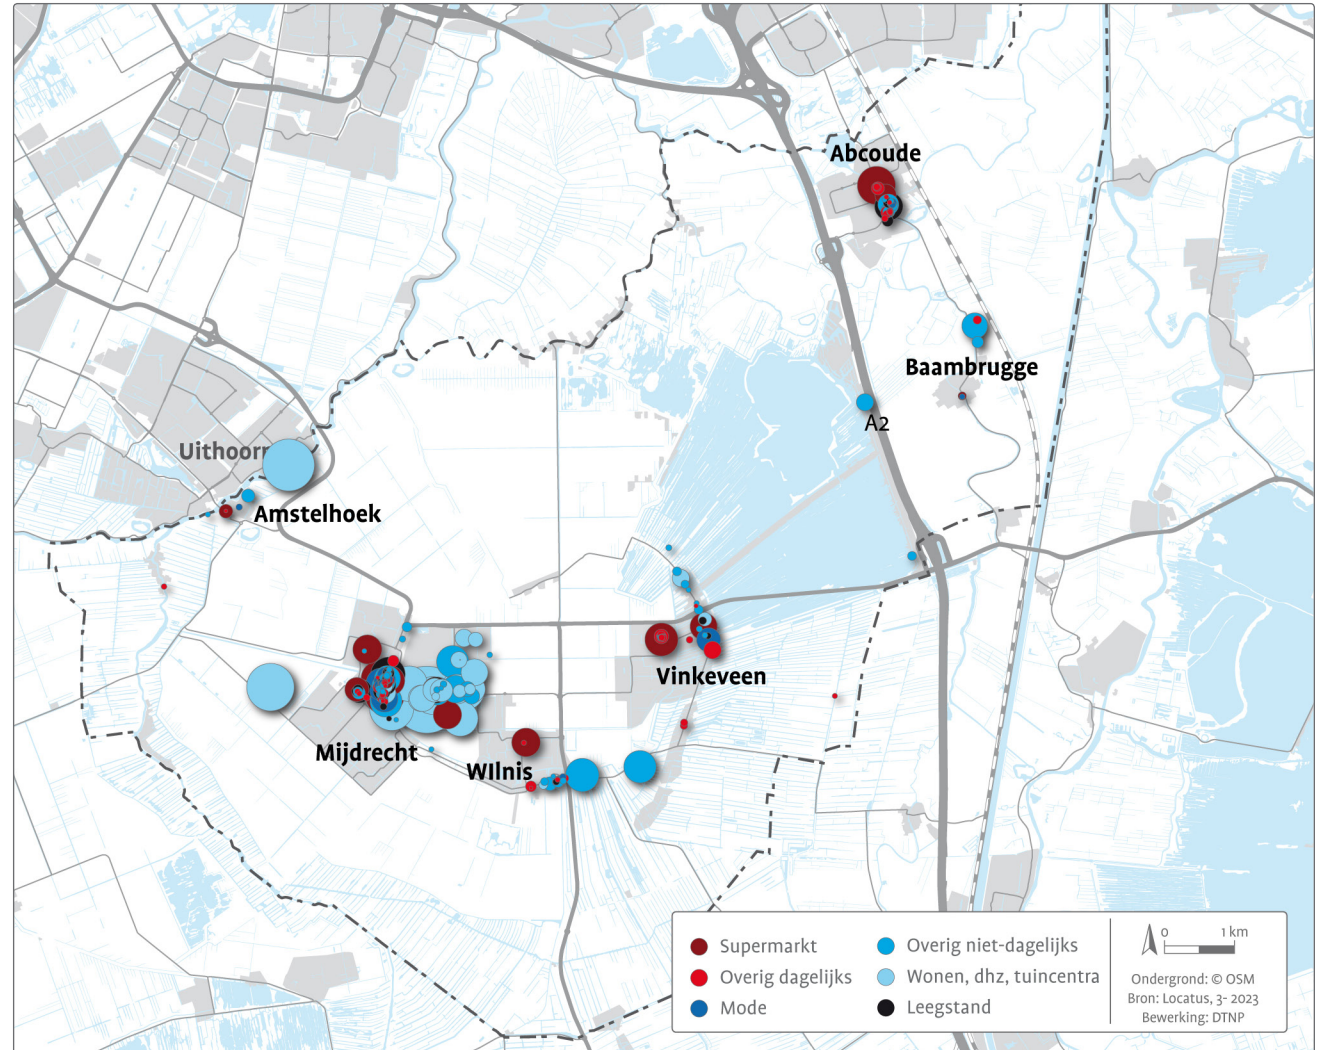 Abcoude
Baambrugge
A2
Uithoorn
Amstelhoek
Vinkeveen
Mijdrecht
WIlnis
Supermarkt
Overig dagelijks
Mode
Overig niet-dagelijks
Wonen, dhz, tuincentra
Leegstand
0 1 km
Ondergrond: © OSM
Bron: Locatus, 3- 2023
Bewerking: DTNP